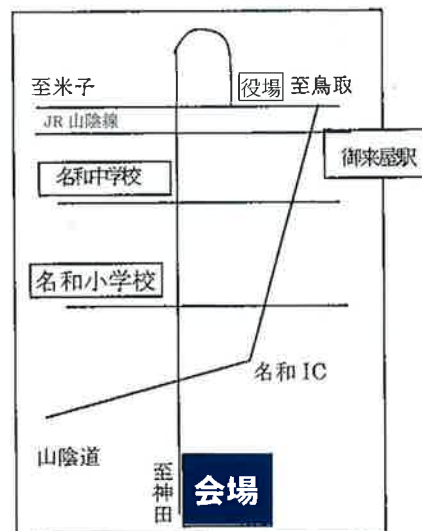 至米子
役場
至鳥取
JR 山陰線
御来屋駅
名和中学校
名和小学校
名和 IC
山陰道
至神田
会場